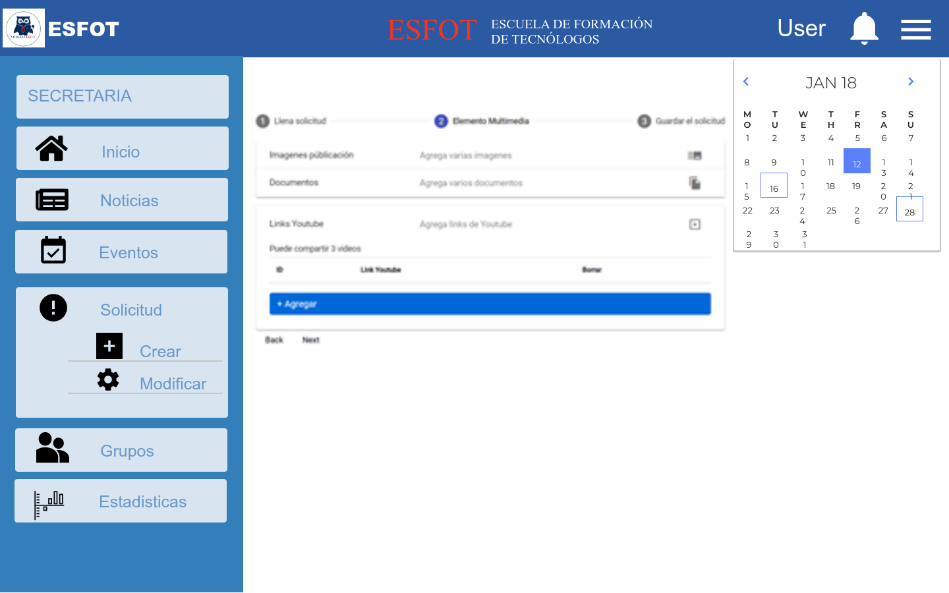 ESFOT
ESFOT ESCUELA DE FORMACIÓN
DE TECNÓLOGOS
User
SECRETARIA
Inicio
Noticias
Eventos
Solicitud
Crear
Modificar
Grupos
Estadisticas
1 Llena solicitud 2 Elemento Multimedia 3 Guardar el solicitud
Imagenes públicación Agrega varias imagenes
Documentos Agrega varios documentos
Links Youtube Agrega links de Youtube
Puede compartir 3 videos
ID Link Youtube Borrar
+ Agregar
Back Next
JAN 18
MO TU WE TH FR SA SU
1 2 3 4 5 6 7
8 9 10 11 12 13 14
15 16 17 18 19 20 21
22 23 24 25 26 27 28
29 30 31